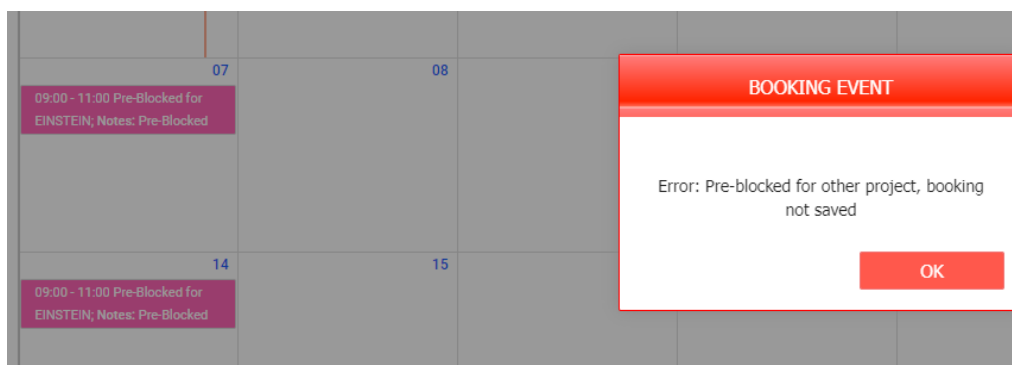 07
08
09:00 - 11:00 Pre-Blocked for
EINSTEIN; Notes: Pre-Blocked
BOOKING EVENT
Error: Pre-blocked for other project, booking
not saved
OK
14
15
09:00 - 11:00 Pre-Blocked for
EINSTEIN; Notes: Pre-Blocked